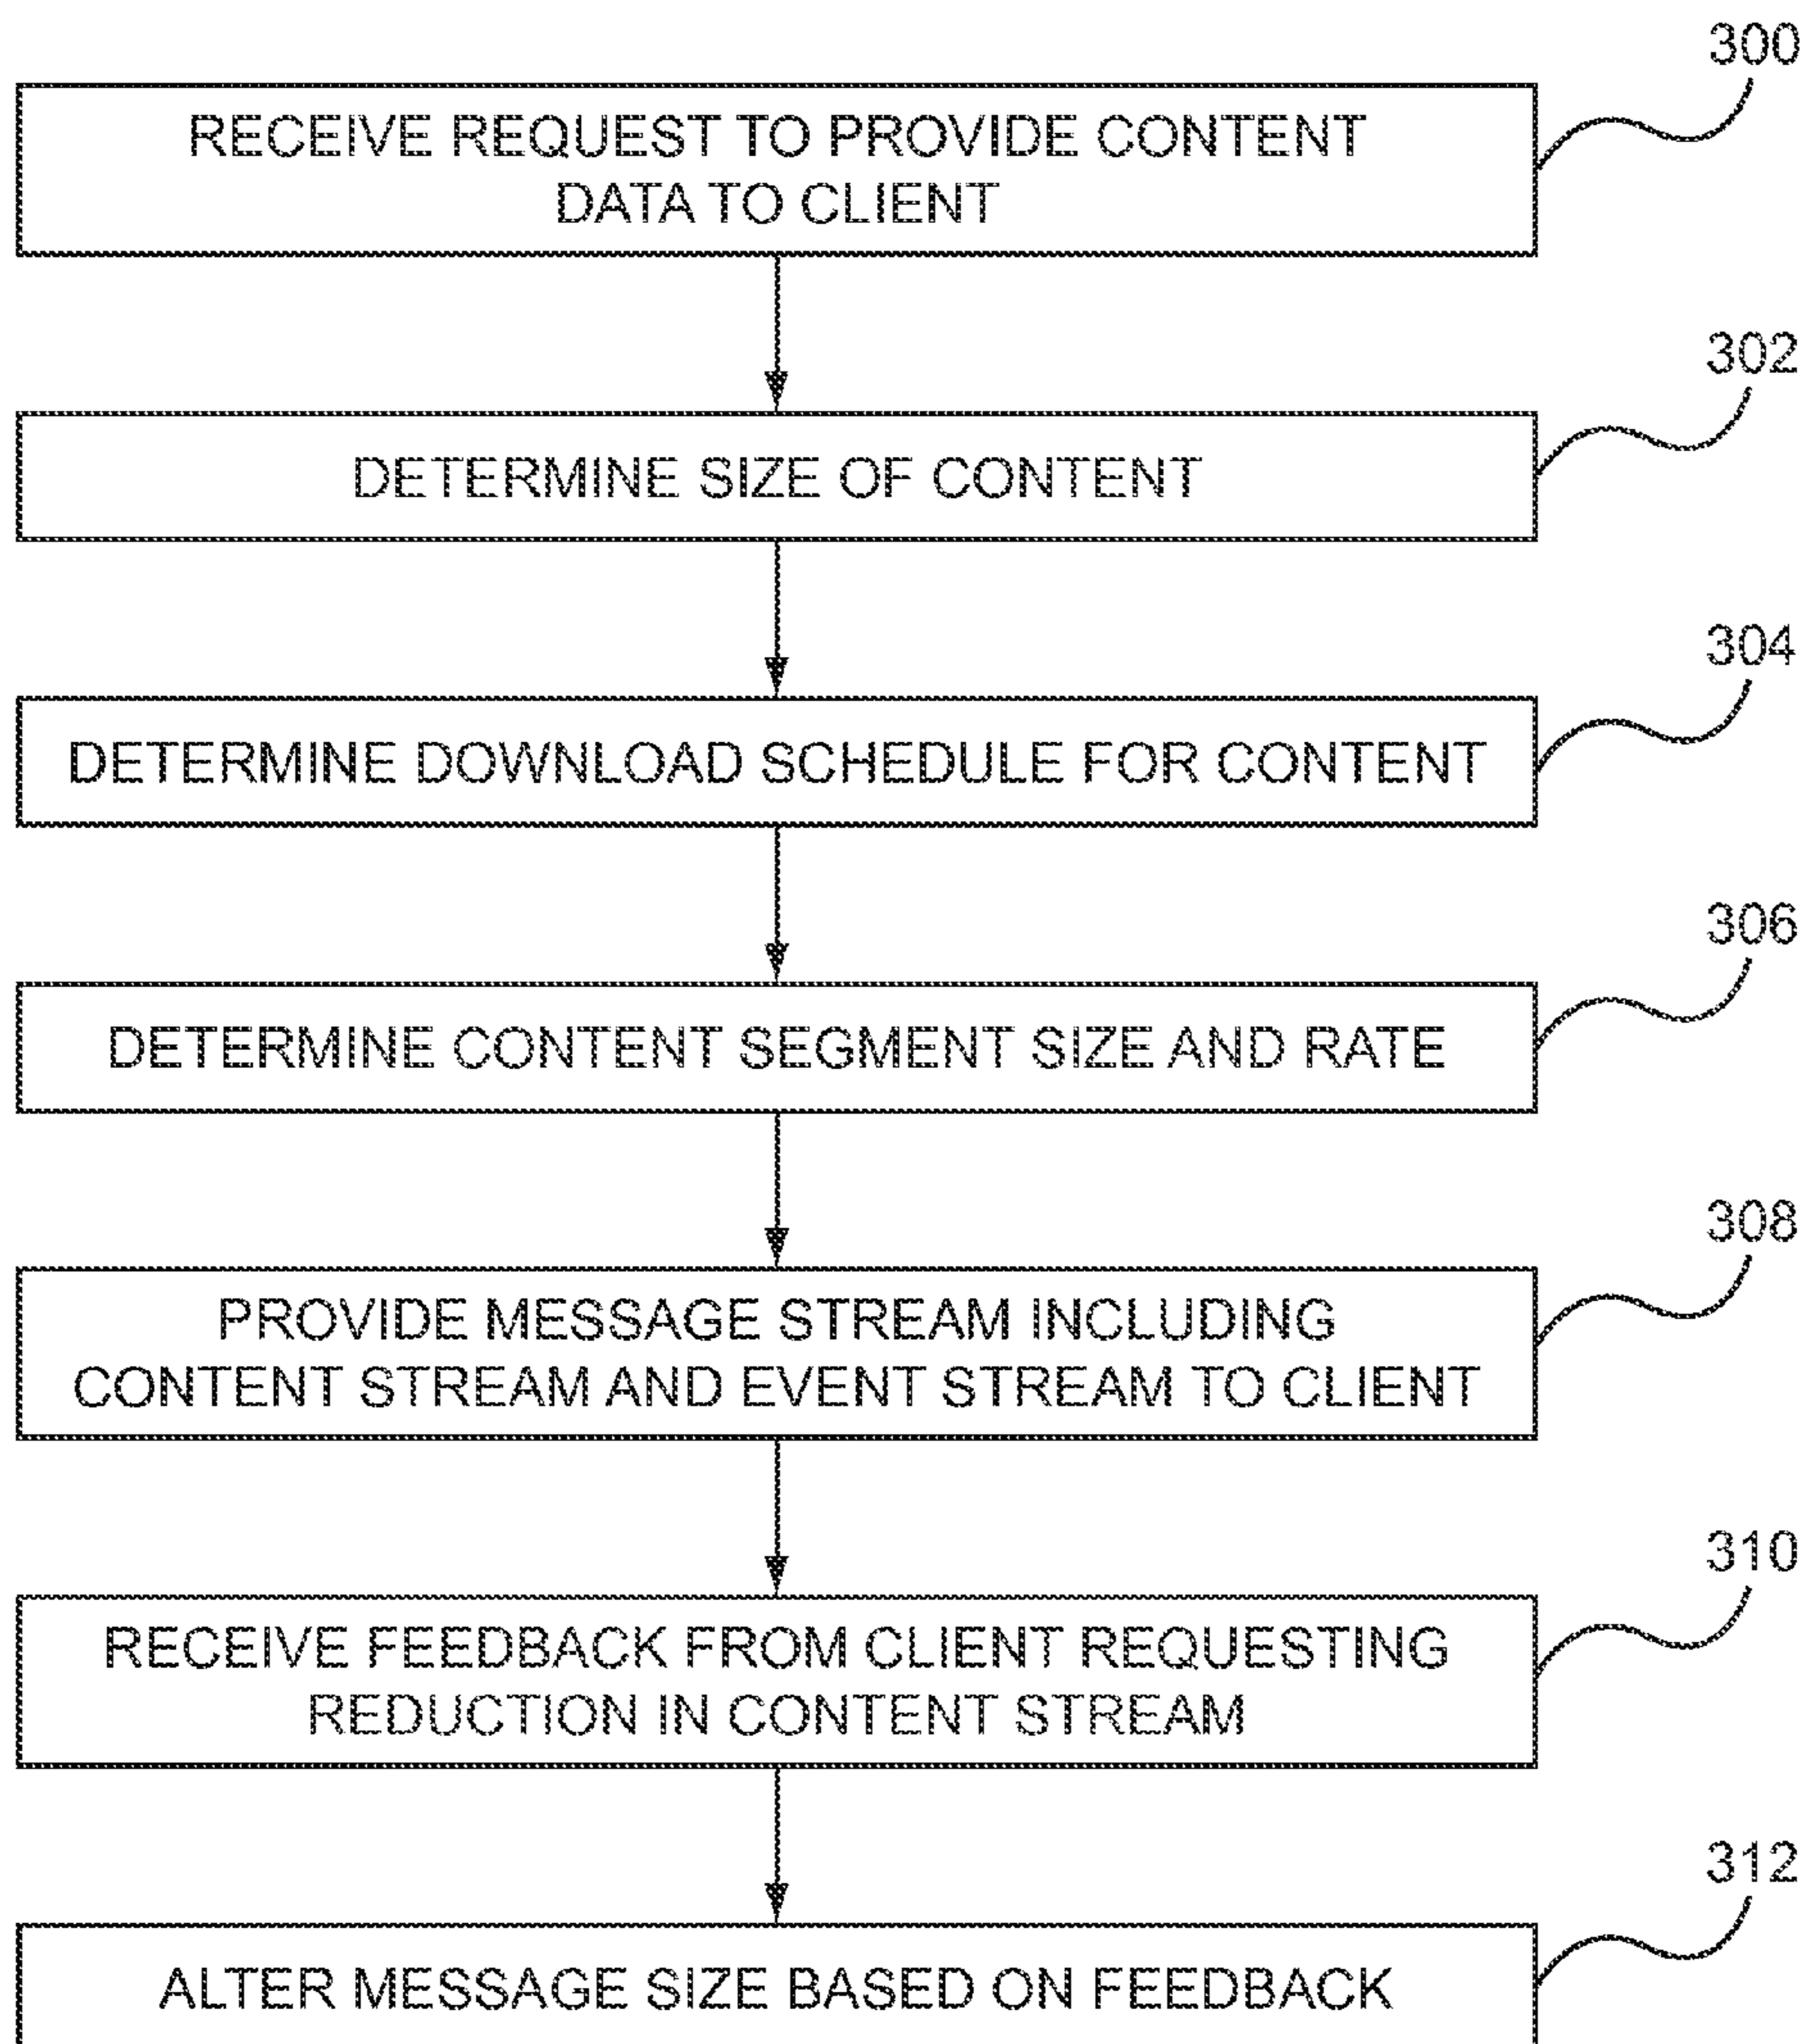 300
RECEIVE REQUEST TO PROVIDE CONTENT
DATA TO CLIENT
302
DETERMINE SIZE OF CONTENT
304
DETERMINE DOWNLOAD SCHEDULE FOR CONTENT
306
DETERMINE CONTENT SEGMENT SIZE AND RATE
308
PROVIDE MESSAGE STREAM INCLUDING
CONTENT STREAM AND EVENT STREAM TO CLIENT
310
RECEIVE FEEDBACK FROM CLIENT REQUESTING
REDUCTION IN CONTENT STREAM
312
ALTER MESSAGE SIZE BASED ON FEEDBACK